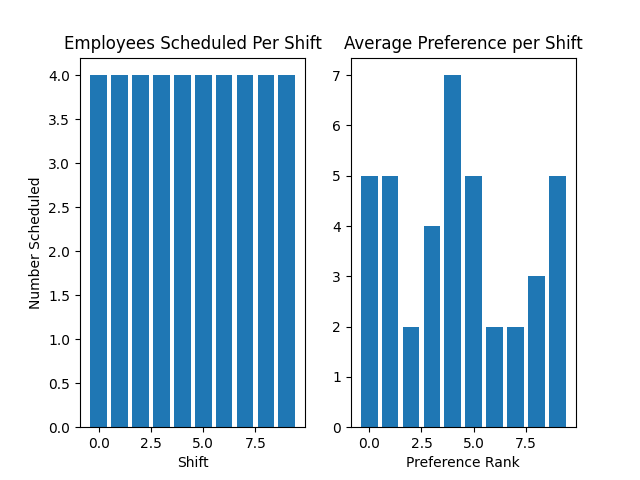 Employees Scheduled Per Shift
Number Scheduled
4.0
3.5
3.0
2.5
2.0
1.5
1.0
0.5
0.0
0.0 2.5 5.0 7.5
Shift
Average Preference per Shift
7
6
5
4
3
2
1
0
0.0 2.5 5.0 7.5
Preference Rank